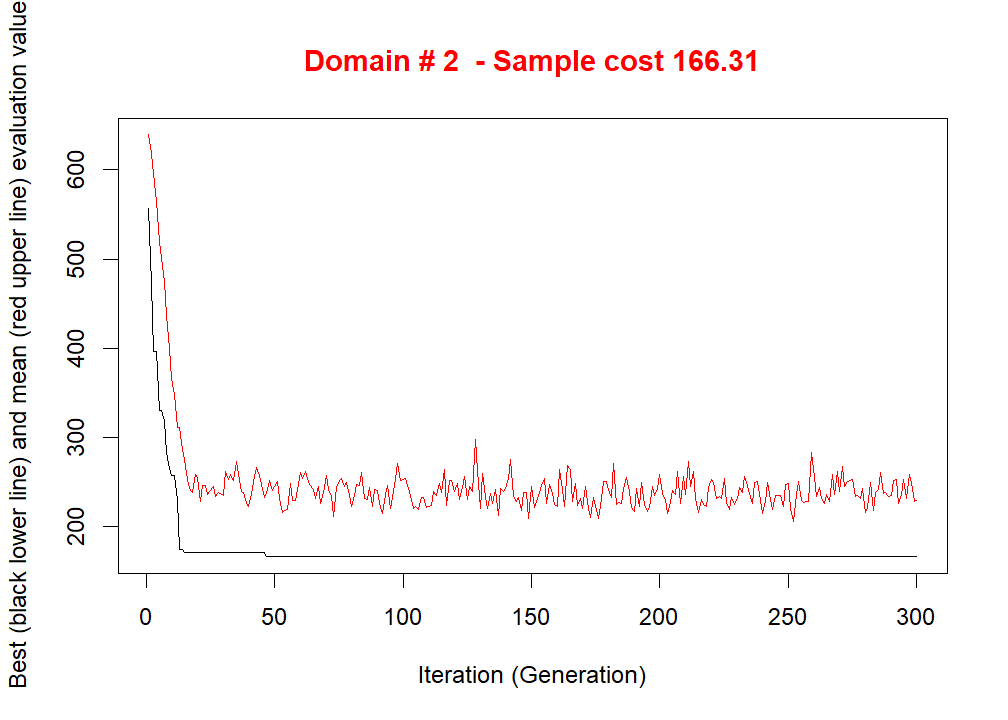 Domain # 2 - Sample cost 166.31
Best (black lower line) and mean (red upper line) evaluation value
600
500
400
300
200
0 50 100 150 200 250 300
Iteration (Generation)